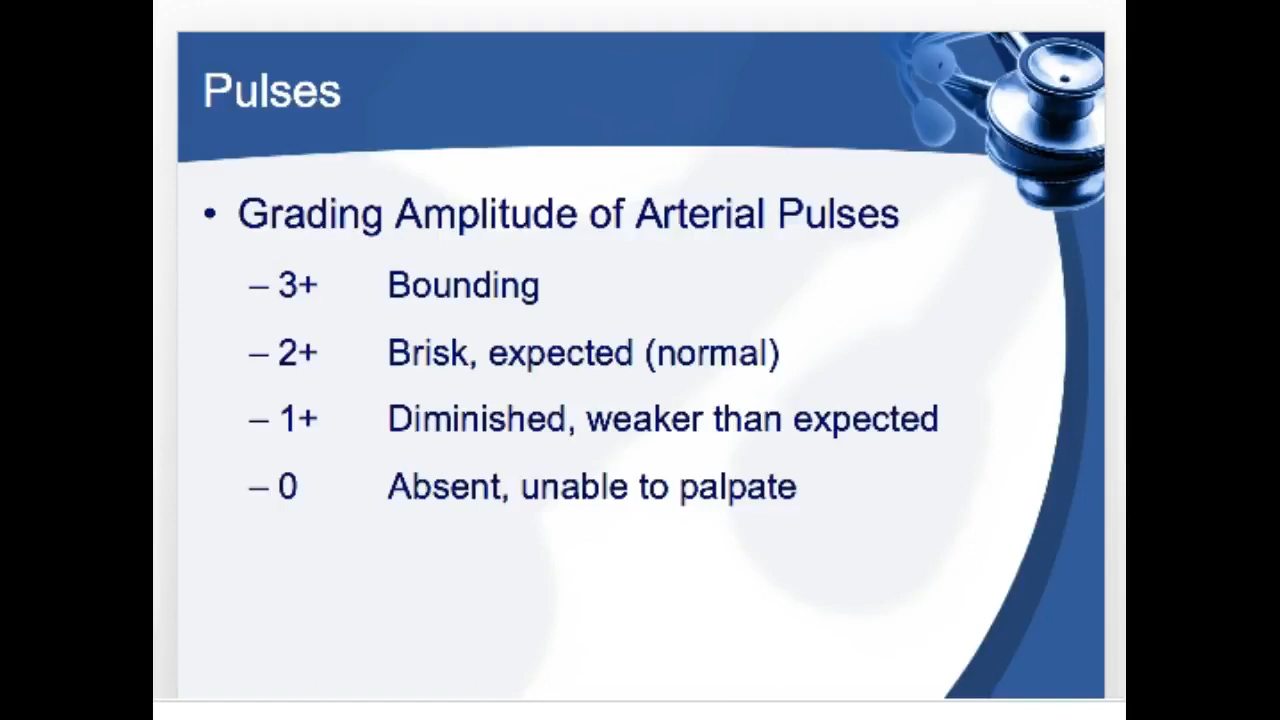 Pulses
• Grading Amplitude of Arterial Pulses
– 3+ Bounding
– 2+ Brisk, expected (normal)
– 1+ Diminished, weaker than expected
– 0 Absent, unable to palpate